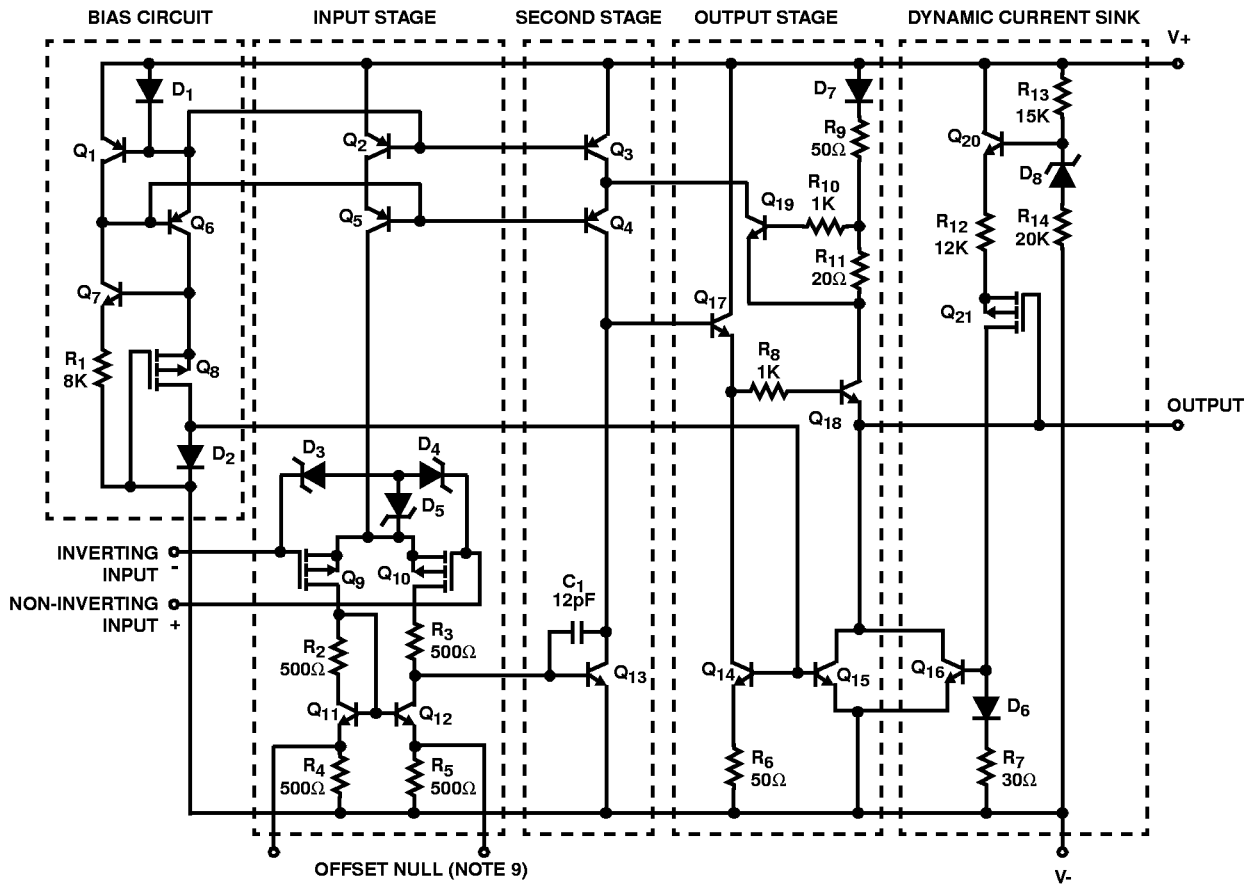 BIAS CIRCUIT
INPUT STAGE
SECOND STAGE
OUTPUT STAGE
DYNAMIC CURRENT SINK
V+
D1
Q1
Q6
Q7
R1
8K
Q8
D2
Q2
Q5
D3
D4
D5
INVERTING
INPUT -
NON-INVERTING
INPUT +
Q9
Q10
R2
500Ω
R3
500Ω
Q11
Q12
R4
500Ω
R5
500Ω
OFFSET NULL (NOTE 9)
Q3
Q4
C1
12pF
Q13
D7
R9
50Ω
R10
1K
Q19
R11
20Ω
Q17
R8
1K
Q18
Q14
Q15
R6
50Ω
R13
15K
Q20
D8
R12
12K
R14
20K
Q21
OUTPUT
Q16
D6
R7
30Ω
V-